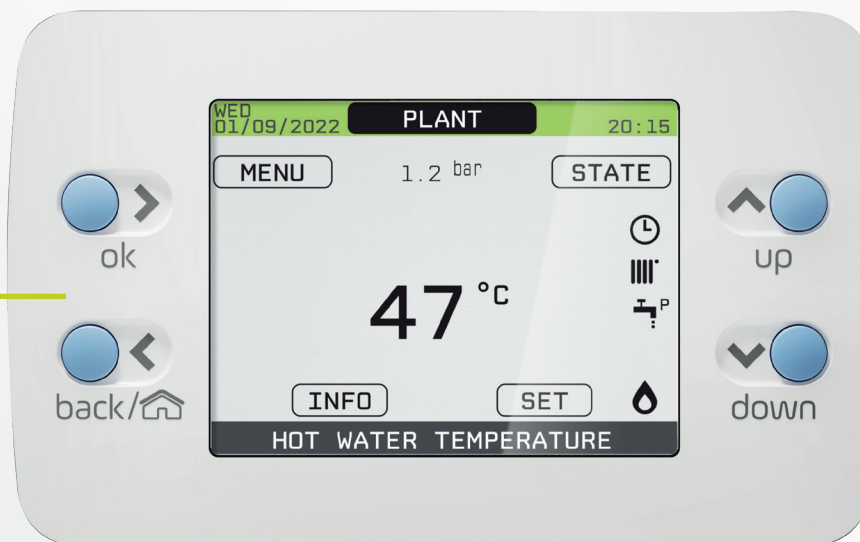 WED
01/09/2022 PLANT 20:15
MENU 1.2 bar STATE
ok
up
47 °C
P
INFO SET
back/
down
HOT WATER TEMPERATURE